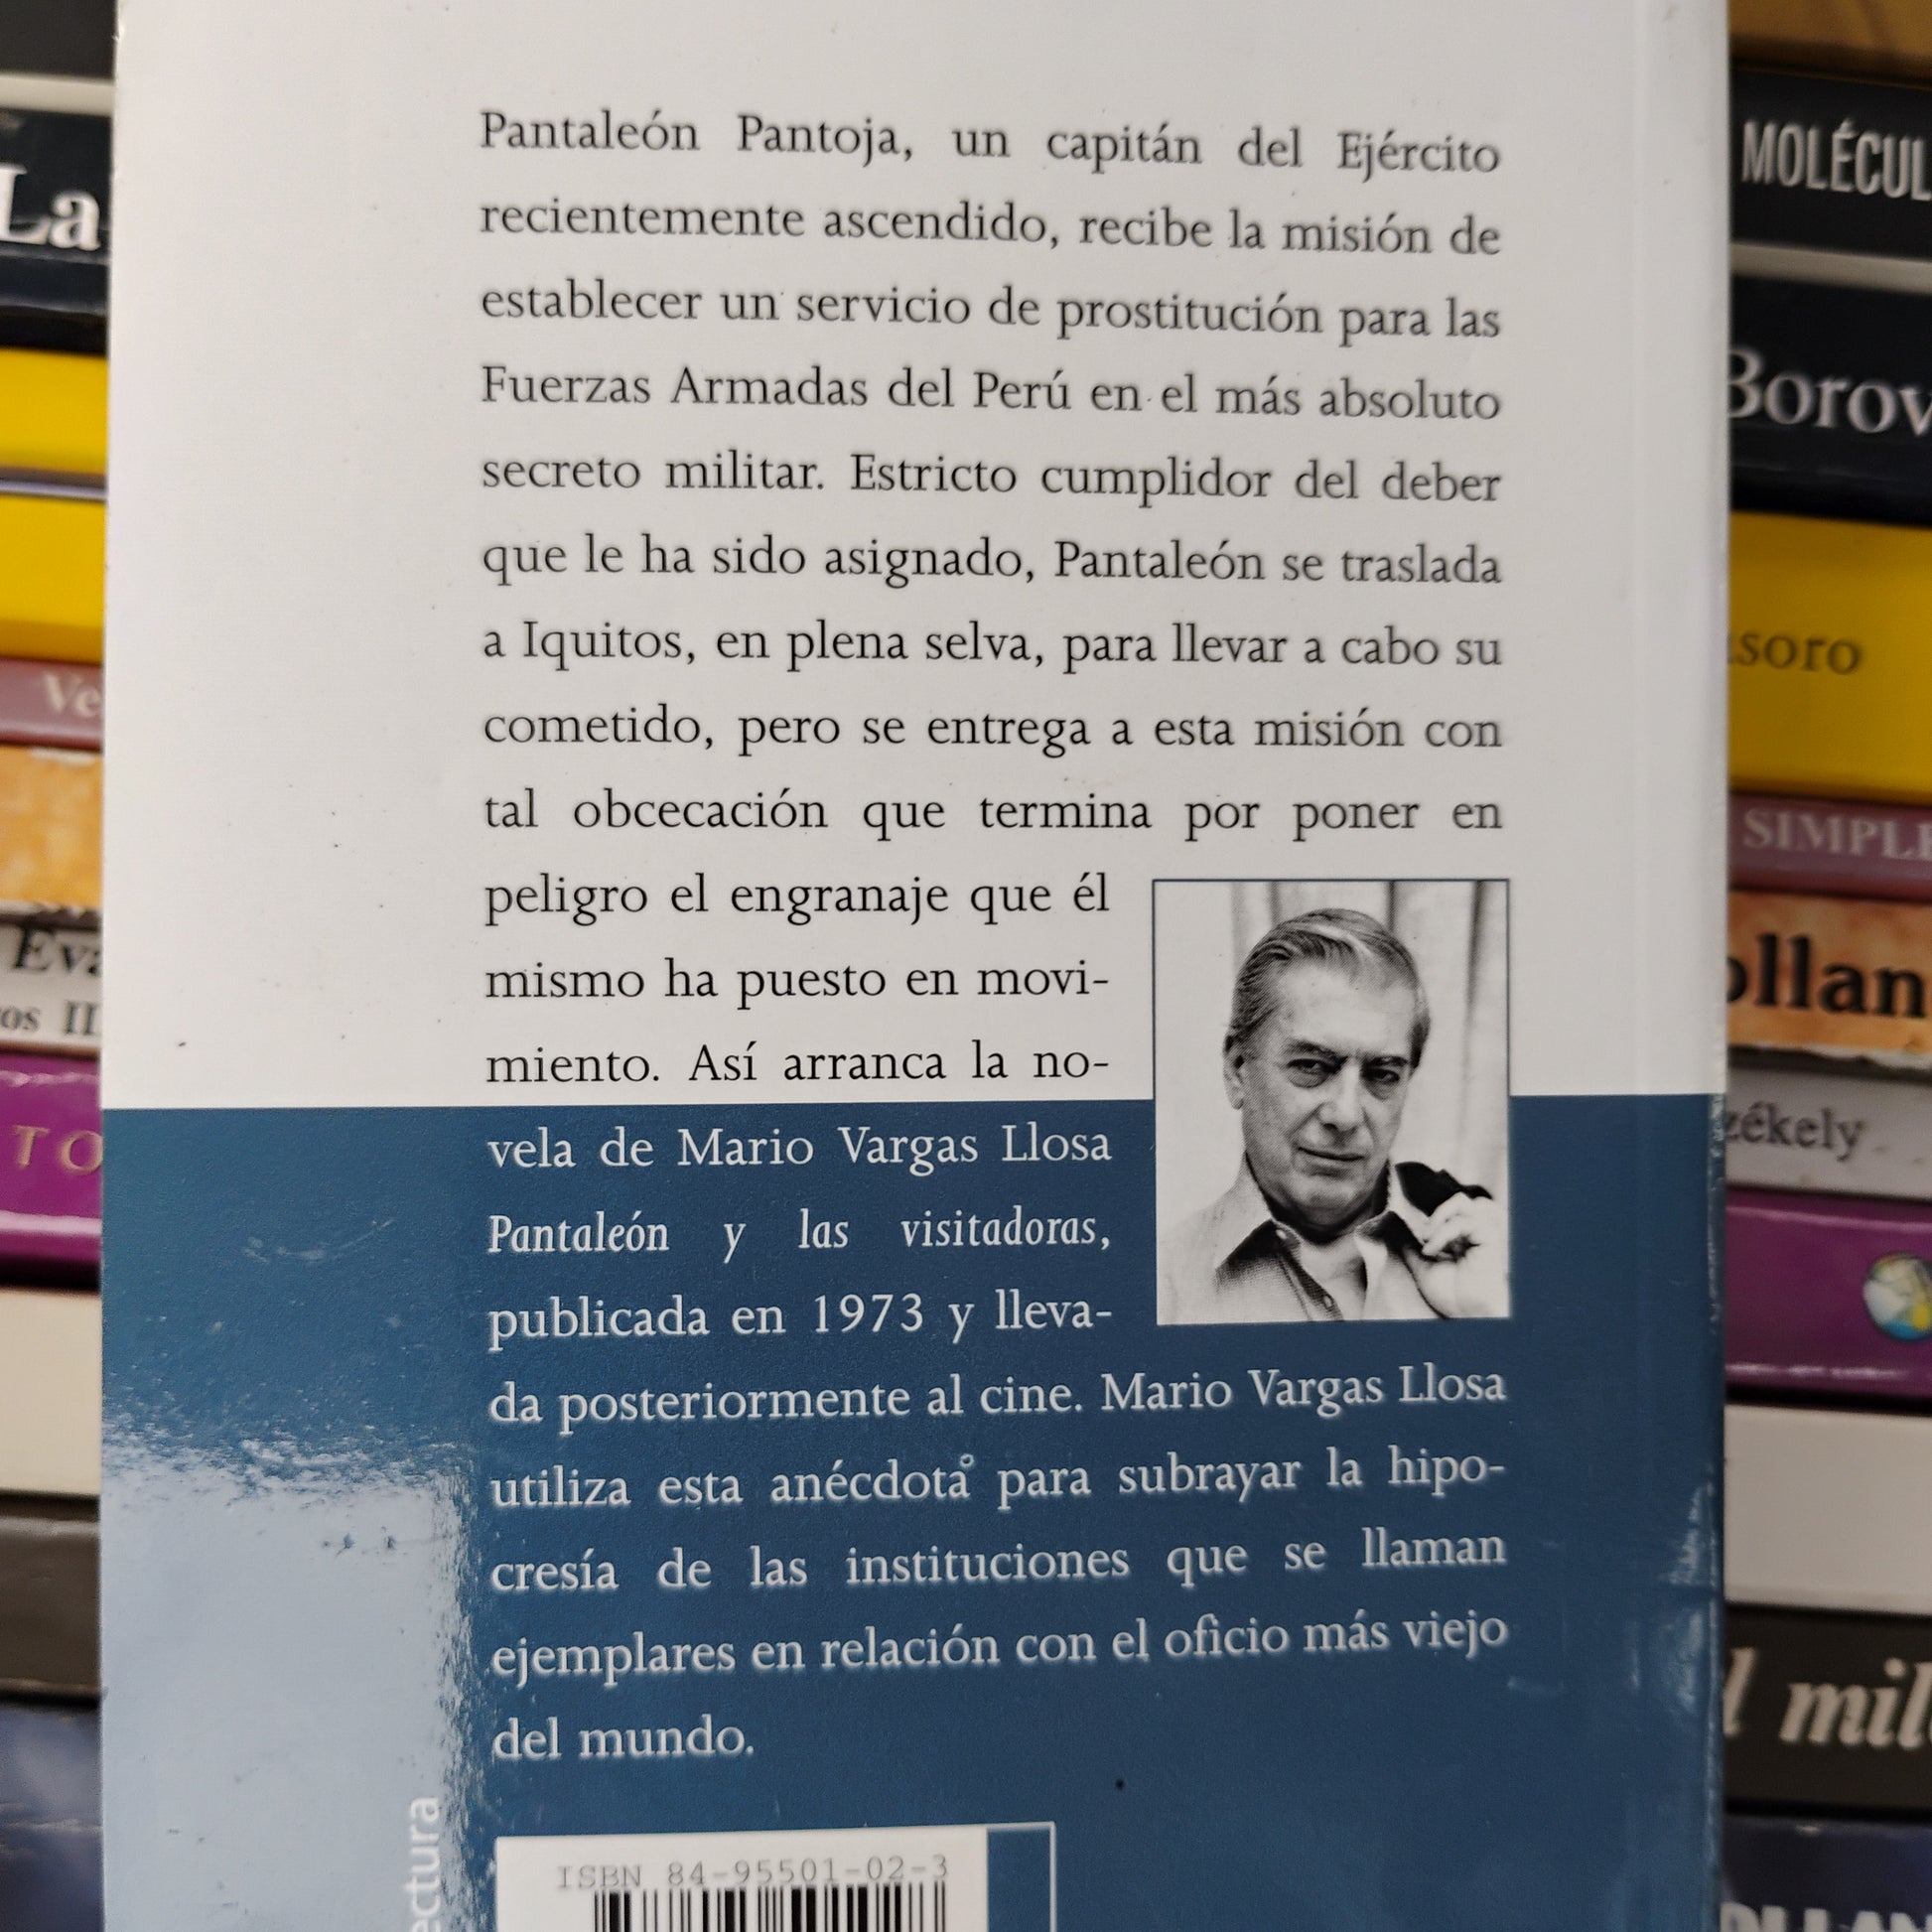 Pantaleón Pantoja, un capitán del Ejército
recientemente ascendido, recibe la misión de
establecer un servicio de prostitución para las
Fuerzas Armadas del Perú en el más absoluto
secreto militar. Estricto cumplidor del deber
que le ha sido asignado, Pantaleón se traslada
a Iquitos, en plena selva, para llevar a cabo su
cometido, pero se entrega a esta misión con
tal obcecación que termina por poner en
peligro el engranaje que él
mismo ha puesto en movi-
miento. Así arranca la no-
vela de Mario Vargas Llosa
Pantaleón y las visitadoras,
publicada en 1973 y lleva-
da posteriormente al cine. Mario Vargas Llosa
utiliza esta anécdota para subrayar la hipo-
cresía de las instituciones que se llaman
ejemplares en relación con el oficio más viejo
del mundo.
ISBN 84-95501-02-3
ectura
La
Ve
Eva
os II
TO
MOLÉCUL
Borov
soro
SIMPLE
ollan
zékely
mil